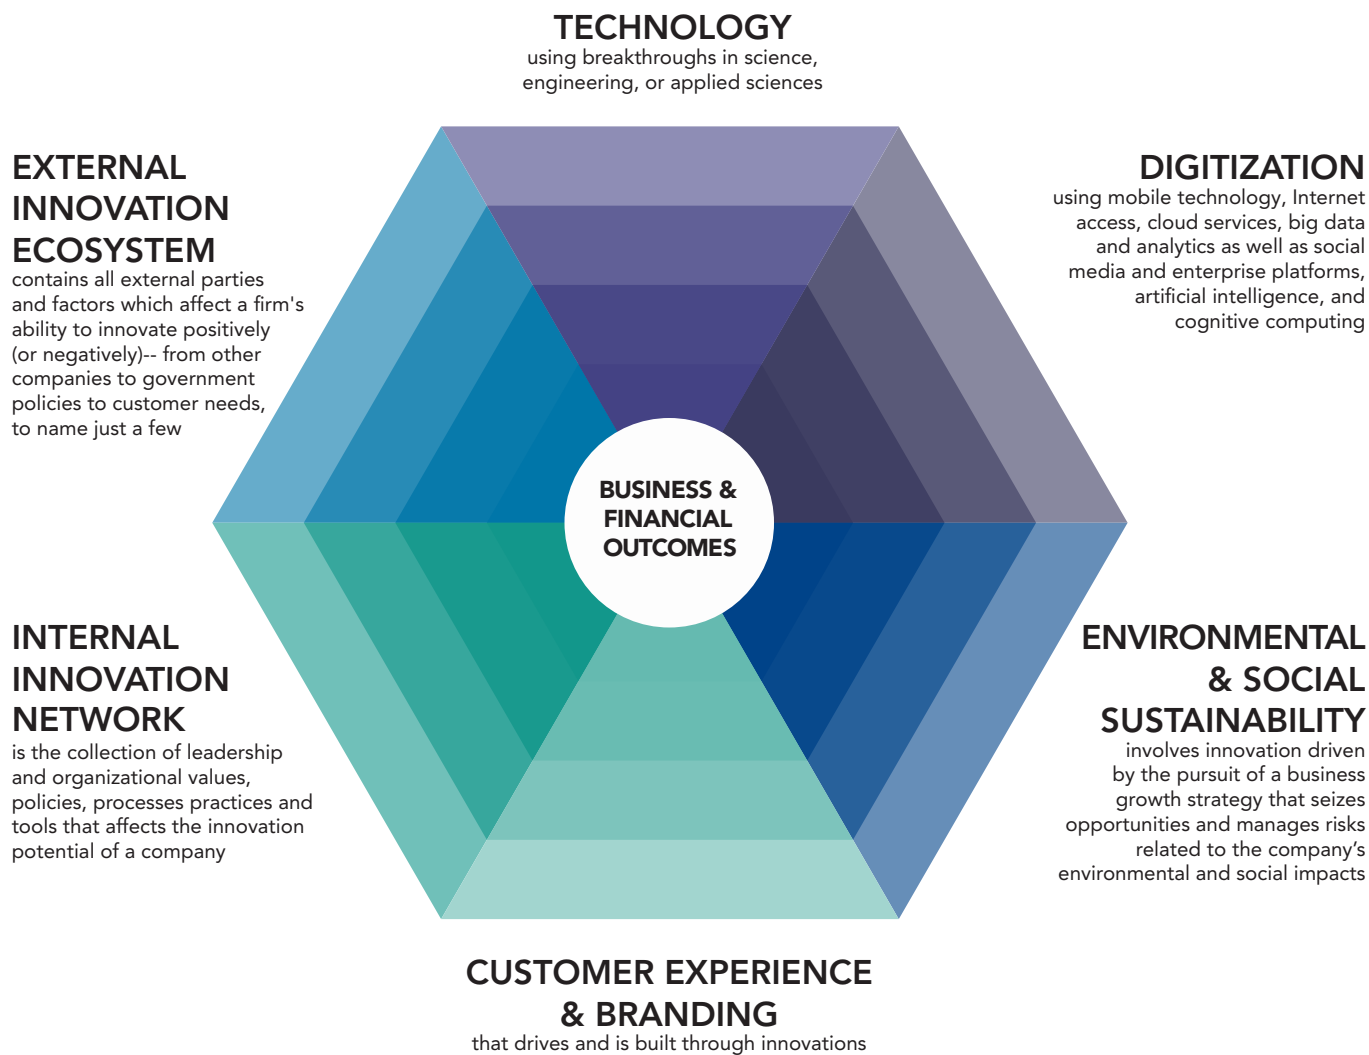 TECHNOLOGY
using breakthroughs in science,
engineering, or applied sciences
EXTERNAL
INNOVATION
ECOSYSTEM
contains all external parties
and factors which affect a firm's
ability to innovate positively
(or negatively)-- from other
companies to government
policies to customer needs,
to name just a few
DIGITIZATION
using mobile technology, Internet
access, cloud services, big data
and analytics as well as social
media and enterprise platforms,
artificial intelligence, and
cognitive computing
BUSINESS &
FINANCIAL
OUTCOMES
INTERNAL
INNOVATION
NETWORK
is the collection of leadership
and organizational values,
policies, processes practices and
tools that affects the innovation
potential of a company
ENVIRONMENTAL
& SOCIAL
SUSTAINABILITY
involves innovation driven
by the pursuit of a business
growth strategy that seizes
opportunities and manages risks
related to the company’s
environmental and social impacts
CUSTOMER EXPERIENCE
& BRANDING
that drives and is built through innovations